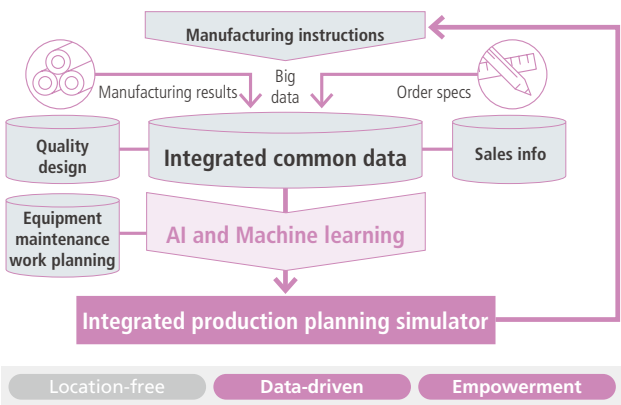 Manufacturing instructions
Manufacturing results
Big
data
Order specs
Quality
design
Integrated common data
Sales info
Equipment
maintenance
work planning
AI and Machine learning
Integrated production planning simulator
Location-free
Data-driven
Empowerment